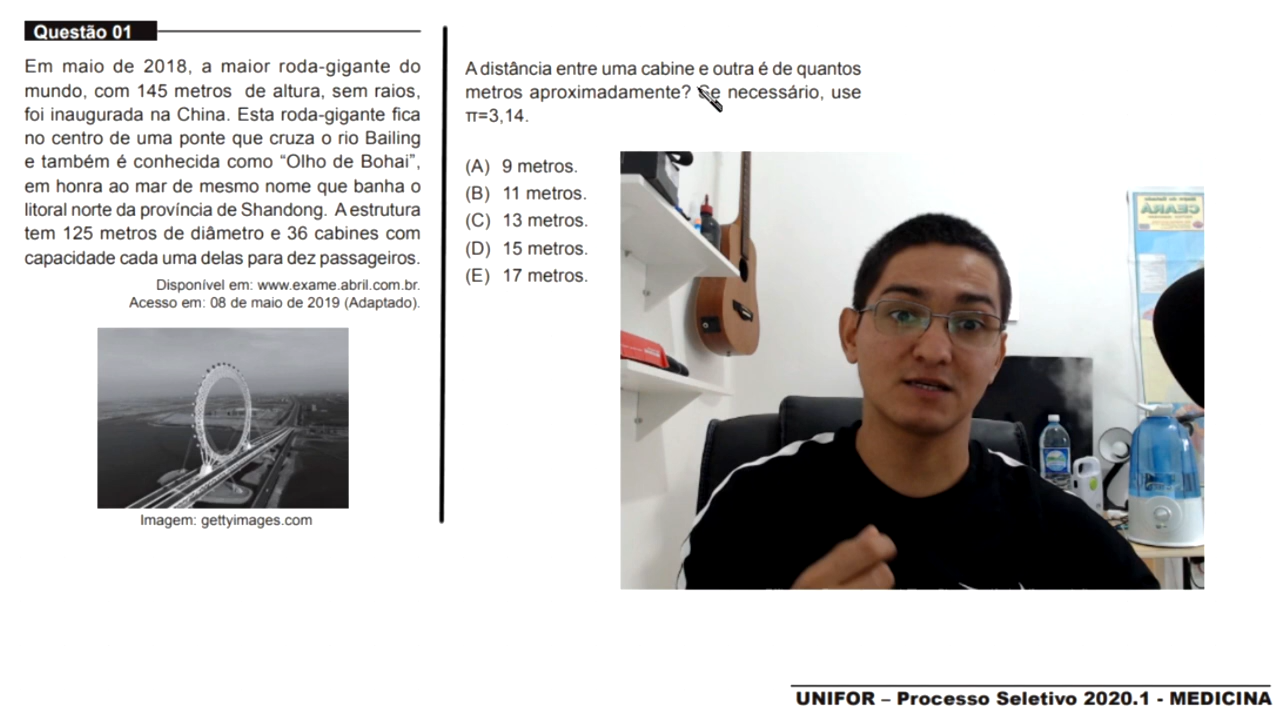 Questão 01
Em maio de 2018, a maior roda-gigante do
mundo, com 145 metros de altura, sem raios,
foi inaugurada na China. Esta roda-gigante fica
no centro de uma ponte que cruza o rio Bailing
e também é conhecida como “Olho de Bohai”,
em honra ao mar de mesmo nome que banha o
litoral norte da província de Shandong. A estrutura
tem 125 metros de diâmetro e 36 cabines com
capacidade cada uma delas para dez passageiros.
Disponível em: www.exame.abril.com.br.
Acesso em: 08 de maio de 2019 (Adaptado).
Imagem: gettyimages.com
A distância entre uma cabine e outra é de quantos
metros aproximadamente? Se necessário, use
π=3,14.
(A) 9 metros.
(B) 11 metros.
(C) 13 metros.
(D) 15 metros.
(E) 17 metros.
CEARÁ
UNIFOR – Processo Seletivo 2020.1 - MEDICINA